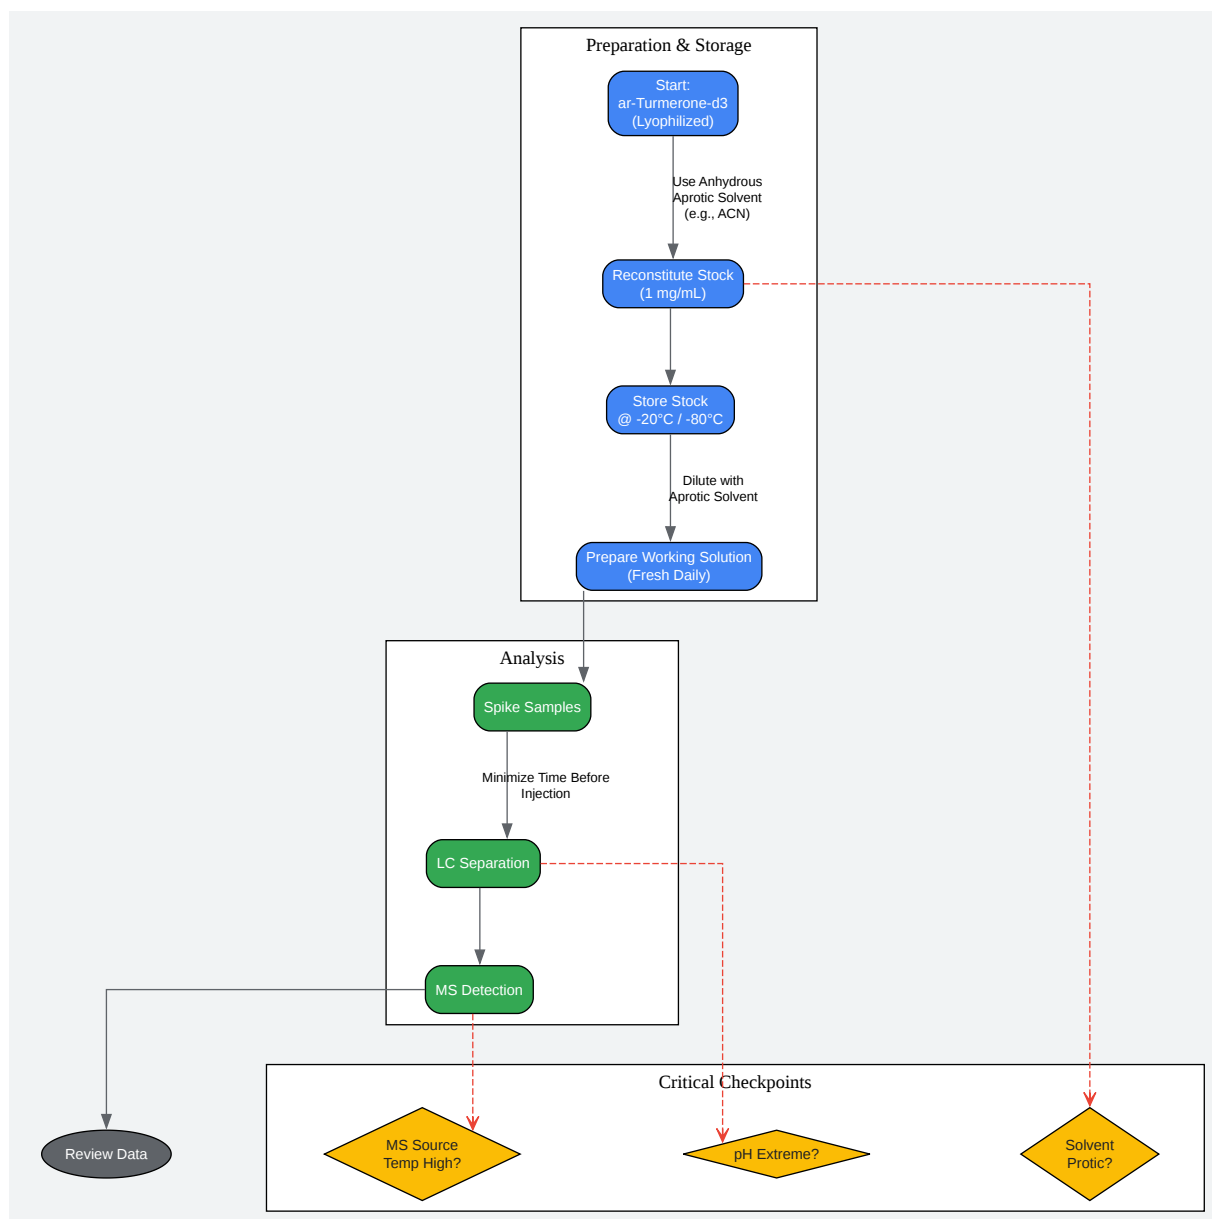 Preparation & Storage
Start:
ar-Turmerone-d3
(Lyophilized)
Use Anhydrous
Aprotic Solvent
(e.g., ACN)
Reconstitute Stock
(1 mg/mL)
Store Stock
@ -20°C / -80°C
Dilute with
Aprotic Solvent
Prepare Working Solution
(Fresh Daily)
Analysis
Spike Samples
Minimize Time Before
Injection
LC Separation
MS Detection
Critical Checkpoints
Review Data
MS Source
Temp High?
pH Extreme?
Solvent
Protic?